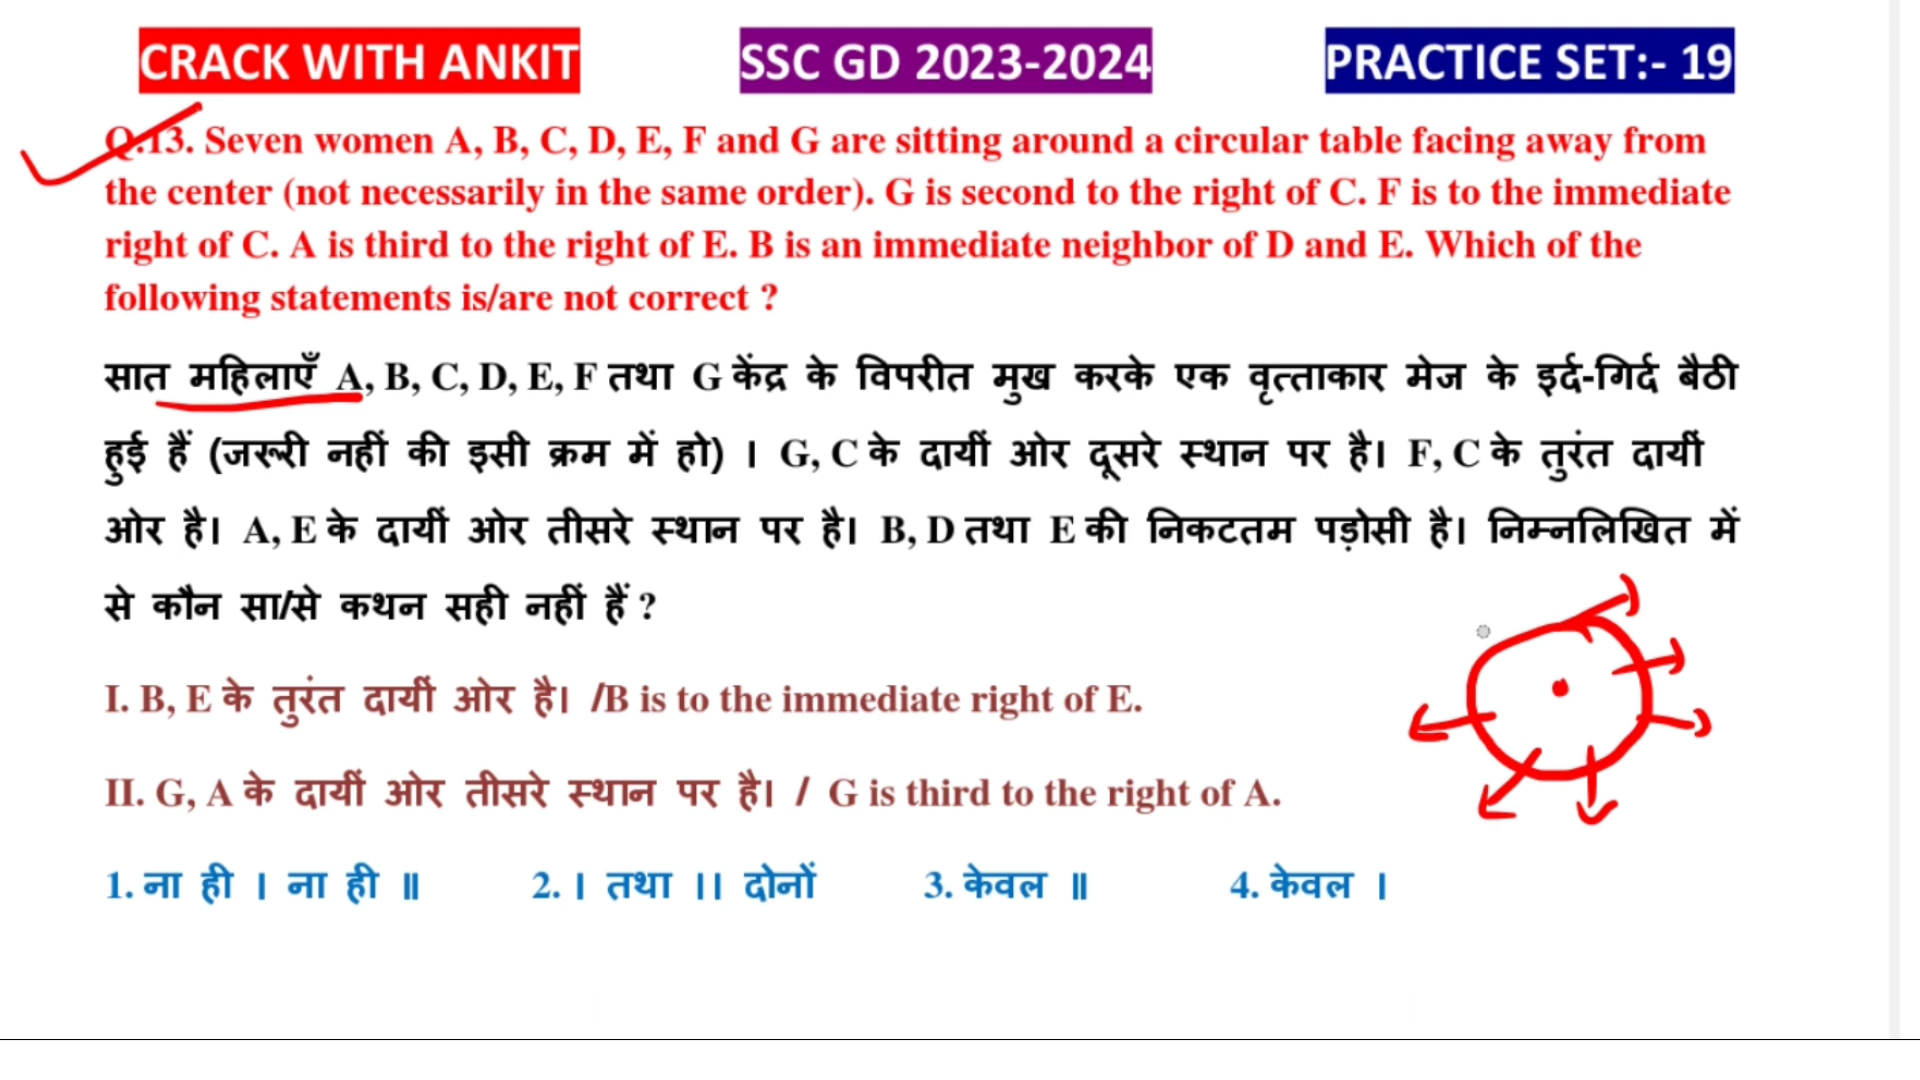 CRACK WITH ANKIT SSC GD 2023-2024 PRACTICE SET:- 19
Q.13. Seven women A, B, C, D, E, F and G are sitting around a circular table facing away from
the center (not necessarily in the same order). G is second to the right of C. F is to the immediate
right of C. A is third to the right of E. B is an immediate neighbor of D and E. Which of the
following statements is/are not correct ?
सात महिलाएँ A, B, C, D, E, F तथा G केंद्र के विपरीत मुख करके एक वृत्ताकार मेज के इर्द-गिर्द बैठी
हुई हैं (जरूरी नहीं की इसी क्रम में हो) । G, C के दायीं ओर दूसरे स्थान पर है। F, C के तुरंत दायीं
ओर है। A, E के दायीं ओर तीसरे स्थान पर है। B, D तथा E की निकटतम पड़ोसी है। निम्नलिखित में
से कौन सा/से कथन सही नहीं हैं ?
I. B, E के तुरंत दायीं ओर है। /B is to the immediate right of E.
II. G, A के दायीं ओर तीसरे स्थान पर है। / G is third to the right of A.
1. ना ही । ना ही ॥ 2. । तथा ।। दोनों 3. केवल ॥ 4. केवल ।